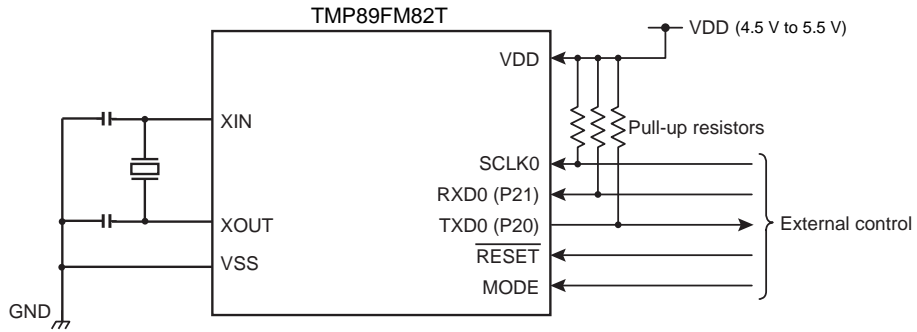 TMP89FM82T
VDD (4.5 V to 5.5 V)
VDD
XIN
Pull-up resistors
SCLK0
RXD0 (P21)
TXD0 (P20)
XOUT
External control
RESET
VSS
MODE
GND